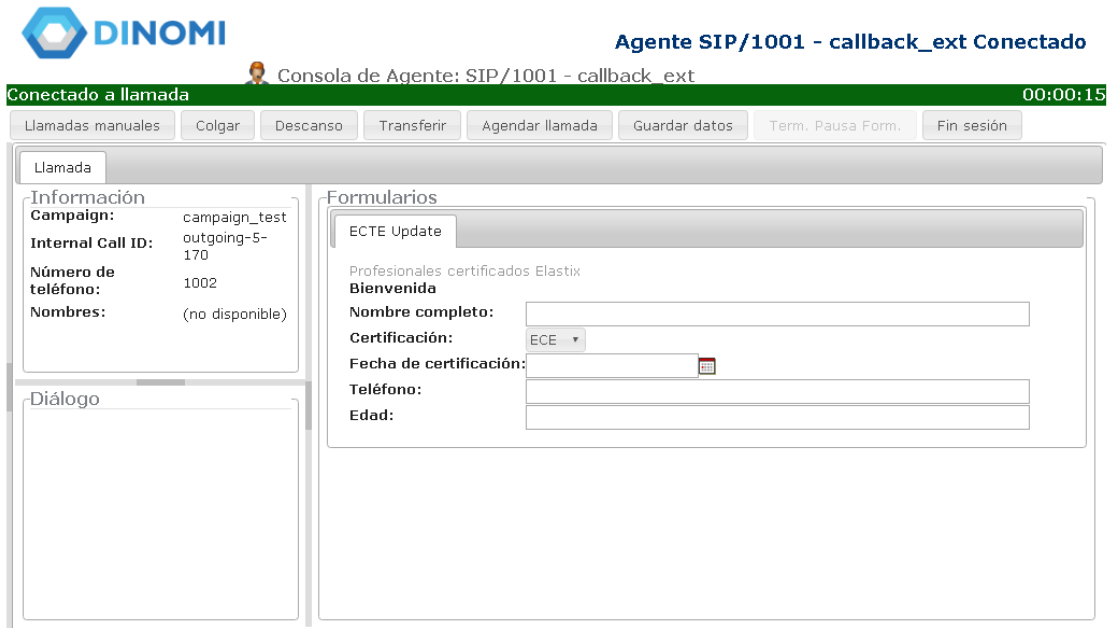 DINOMI
Agente SIP/1001 - callback_ext Conectado
Consola de Agente: SIP/1001 - callback_ext
Conectado a llamada 00:00:15
Llamadas manuales Colgar Descanso Transferir Agendar llamada Guardar datos Term. Pausa Form. Fin sesión
Llamada
Información
Campaign: campaign_test
Internal Call ID: outgoing-5-
170
Número de
teléfono: 1002
Nombres: (no disponible)
Diálogo
Formularios
ECTE Update
Profesionales certificados Elastix
Bienvenida
Nombre completo:
Certificación: ECE
Fecha de certificación:
Teléfono:
Edad: